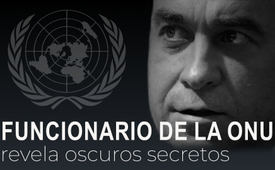 FUNCIONARIO DE LA ONU
revela oscuros secretos